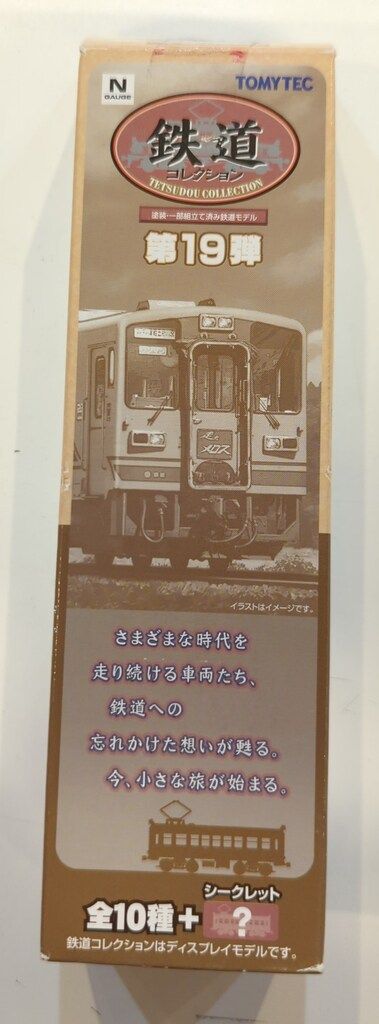 N
GAUGE
TOMYTEC
鉄道
コレクション
TETSUDOU COLLECTION
塗装・一部組立て済み鉄道モデル
第19弾
走れ
メロス
イラストはイメージです。
さまざまな時代を
走り続ける車両たち、
鉄道への
忘れかけた想いが甦る。
今、小さな旅が始まる。
シークレット
全10種+ ?
鉄道コレクションはディスプレイモデルです。